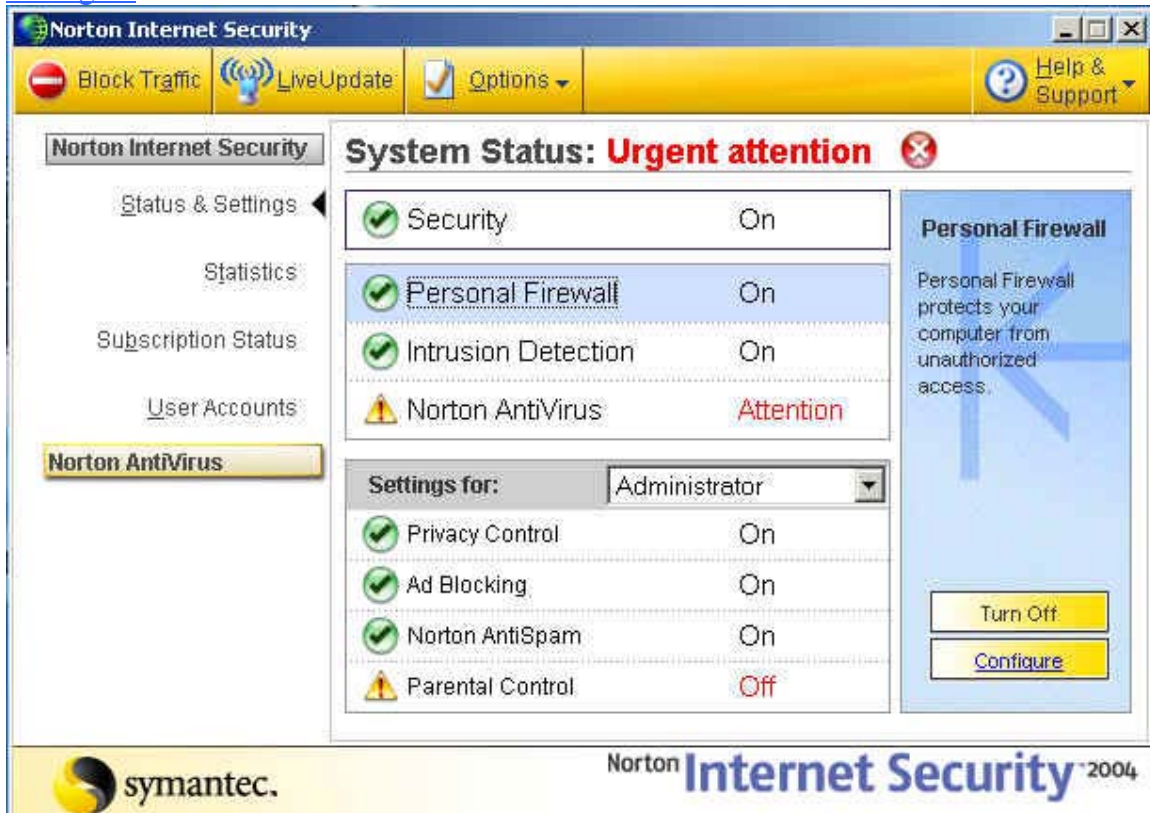 Norton Internet Security
Block Traffic LiveUpdate Options Help & Support
Norton Internet Security
Status & Settings
Statistics
Subscription Status
User Accounts
Norton AntiVirus
System Status: Urgent attention
Security On
Personal Firewall On
Intrusion Detection On
Norton AntiVirus Attention
Settings for: Administrator
Privacy Control On
Ad Blocking On
Norton AntiSpam On
Parental Control Off
Personal Firewall
Personal Firewall
protects your
computer from
unauthorized
access.
Turn Off
Configure
symantec.
Norton Internet Security 2004